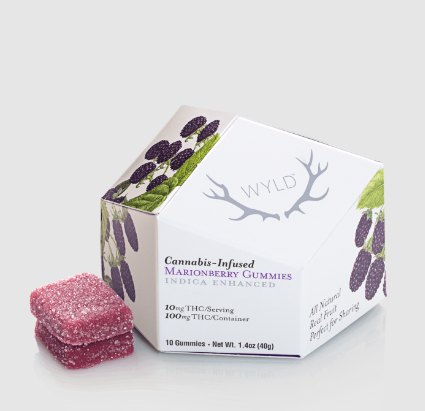 WYLD
Cannabis-Infused
MARIONBERRY GUMMIES
INDICA ENHANCED
10mg THC/Serving
100mg THC/Container
10 Gummies • Net Wt. 1.4oz (40g)
All Natural
Real Fruit
Perfect for Sharing